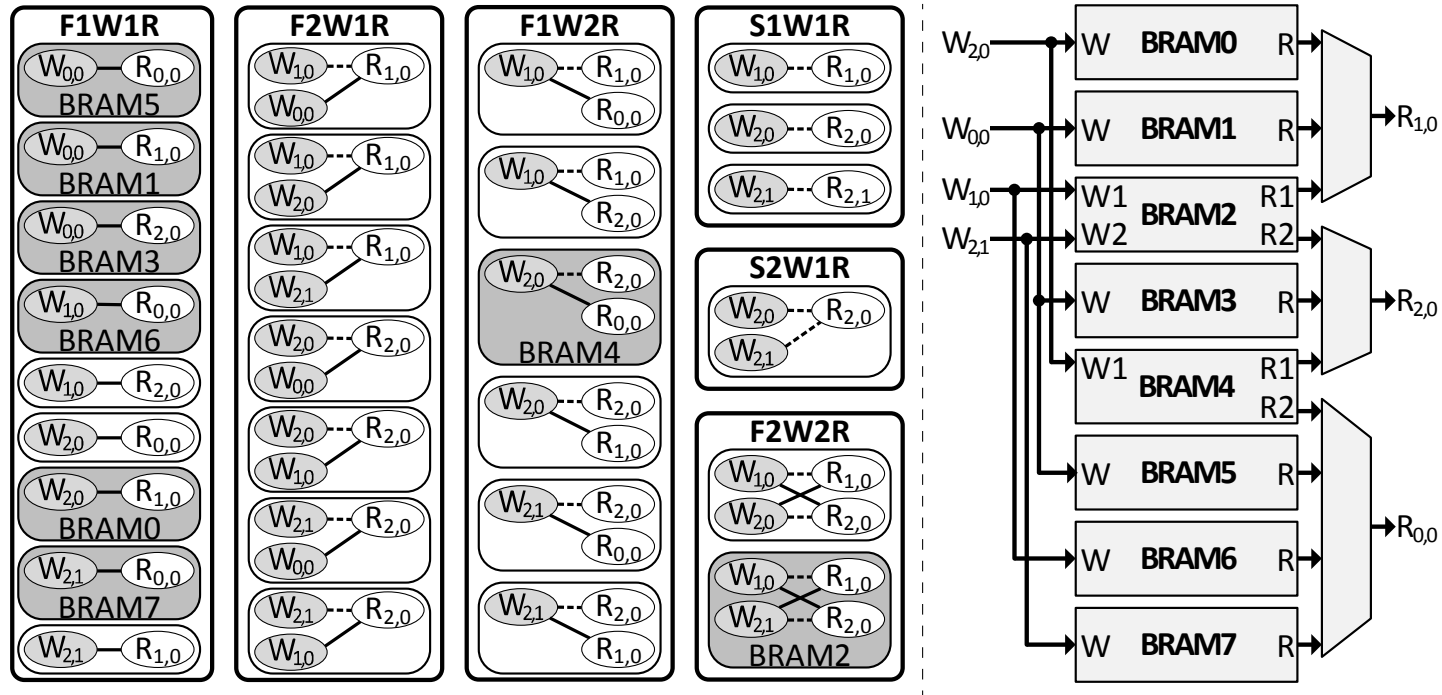 F1W1R
W0,0 R0,0
BRAM5
W0,0 R1,0
BRAM1
W0,0 R2,0
BRAM3
W1,0 R0,0
BRAM6
W1,0 R2,0
W2,0 R0,0
W2,0 R1,0
BRAM0
W2,1 R0,0
BRAM7
W2,1 R1,0
F2W1R
W1,0 R1,0
W0,0
W1,0 R1,0
W2,0
W1,0 R1,0
W2,1
W2,0 R2,0
W0,0
W2,0 R2,0
W1,0
W2,1 R2,0
W0,0
W2,1 R2,0
W1,0
F1W2R
W1,0 R1,0
R0,0
W1,0 R1,0
R2,0
W2,0 R2,0
R0,0
BRAM4
W2,0 R2,0
R1,0
W2,1 R2,0
R0,0
W2,1 R2,0
R1,0
S1W1R
W1,0 R1,0
W2,0 R2,0
W2,1 R2,1
S2W1R
W2,0 R2,0
W2,1
F2W2R
W1,0 R1,0
W2,0 R2,0
W1,0 R1,0
W2,1 R2,0
BRAM2
W2,0
W0,0
W1,0
W2,1
W BRAM0 R
W BRAM1 R
W1 R1
BRAM2
W2 R2
W BRAM3 R
W1 R1
BRAM4
R2
W BRAM5 R
W BRAM6 R
W BRAM7 R
R1,0
R2,0
R0,0